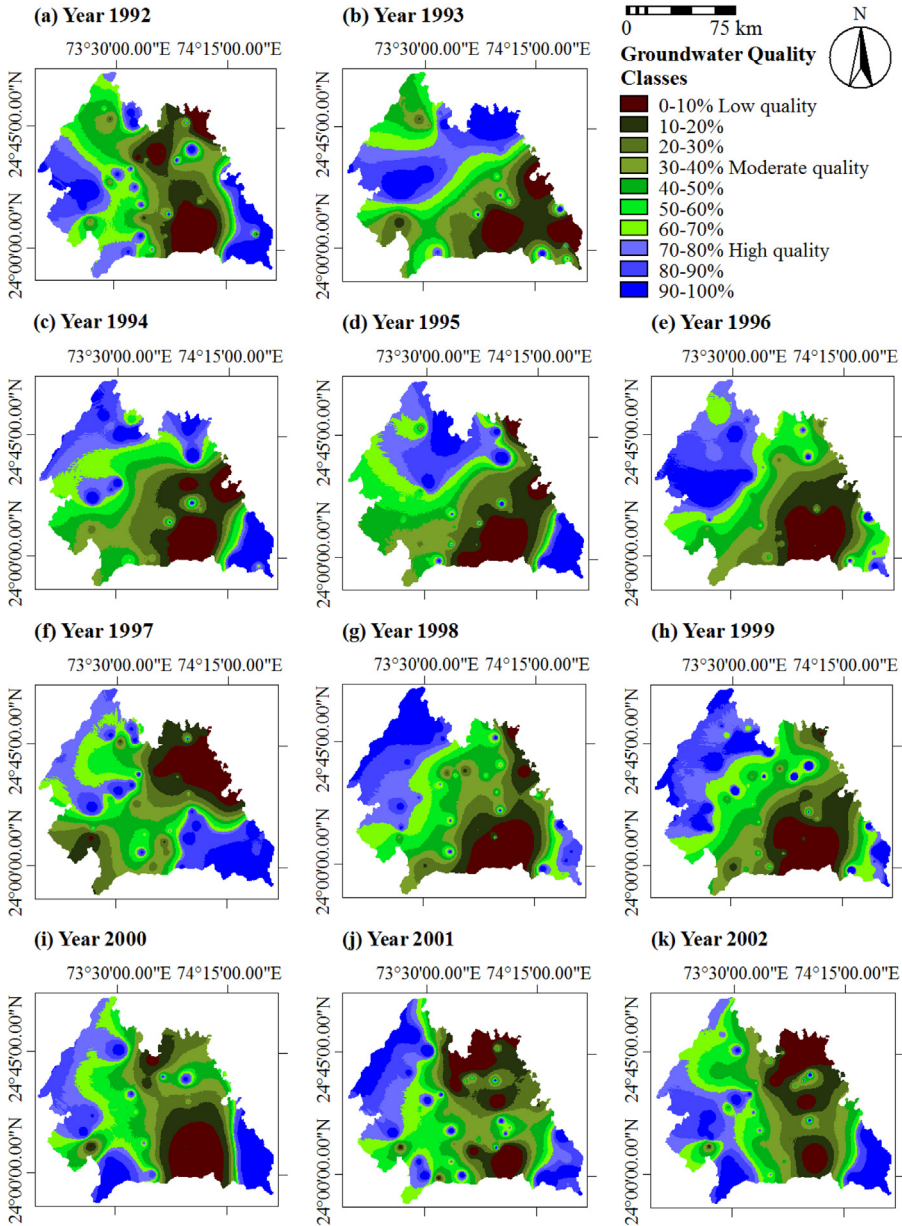 (a) Year 1992
(b) Year 1993
0 75 km
N
73°30'00.00"E 74°15'00.00"E
73°30'00.00"E 74°15'00.00"E
Groundwater Quality
Classes
24°45'00.00"N
24°00'00.00"N
24°45'00.00"N
24°00'00.00"N
0-10% Low quality
10-20%
20-30%
30-40% Moderate quality
40-50%
50-60%
60-70%
70-80% High quality
80-90%
90-100%
(c) Year 1994
(d) Year 1995
(e) Year 1996
73°30'00.00"E 74°15'00.00"E
73°30'00.00"E 74°15'00.00"E
73°30'00.00"E 74°15'00.00"E
24°45'00.00"N
24°00'00.00"N
24°45'00.00"N
24°00'00.00"N
24°45'00.00"N
24°00'00.00"N
(f) Year 1997
(g) Year 1998
(h) Year 1999
73°30'00.00"E 74°15'00.00"E
73°30'00.00"E 74°15'00.00"E
73°30'00.00"E 74°15'00.00"E
24°45'00.00"N
24°00'00.00"N
24°45'00.00"N
24°00'00.00"N
24°45'00.00"N
24°00'00.00"N
(i) Year 2000
(j) Year 2001
(k) Year 2002
73°30'00.00"E 74°15'00.00"E
73°30'00.00"E 74°15'00.00"E
73°30'00.00"E 74°15'00.00"E
24°45'00.00"N
24°00'00.00"N
24°45'00.00"N
24°00'00.00"N
24°45'00.00"N
24°00'00.00"N